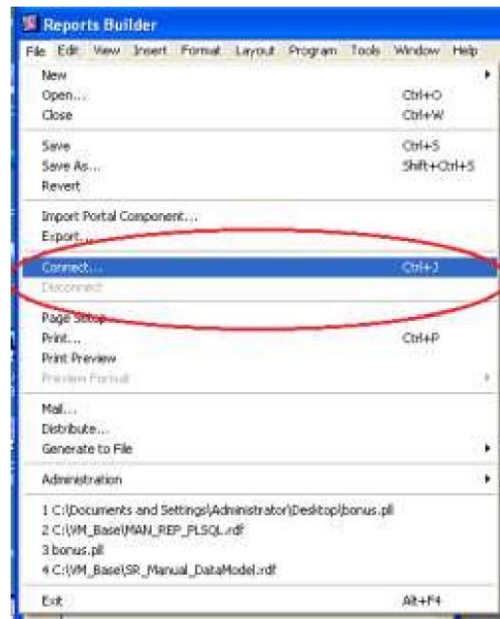 Reports Builder
File Edit View Insert Format Layout Program Tools Window Help
New
Open... Ctrl+O
Close Ctrl+W
Save Ctrl+S
Save As... Shift+Ctrl+S
Revert
Import Portal Component...
Export...
Connect... Ctrl+J
Disconnect
Page Setup...
Print... Ctrl+P
Print Preview
Preview Format
Mail...
Distribute...
Generate to File
Administration
1 C:\Documents and Settings\Administrator\Desktop\bonus.pll
2 C:\VM_Base\MAN_REP_PLSQL.rdf
3 bonus.pll
4 C:\VM_Base\SR_Manual_DataModel.rdf
Exit Alt+F4